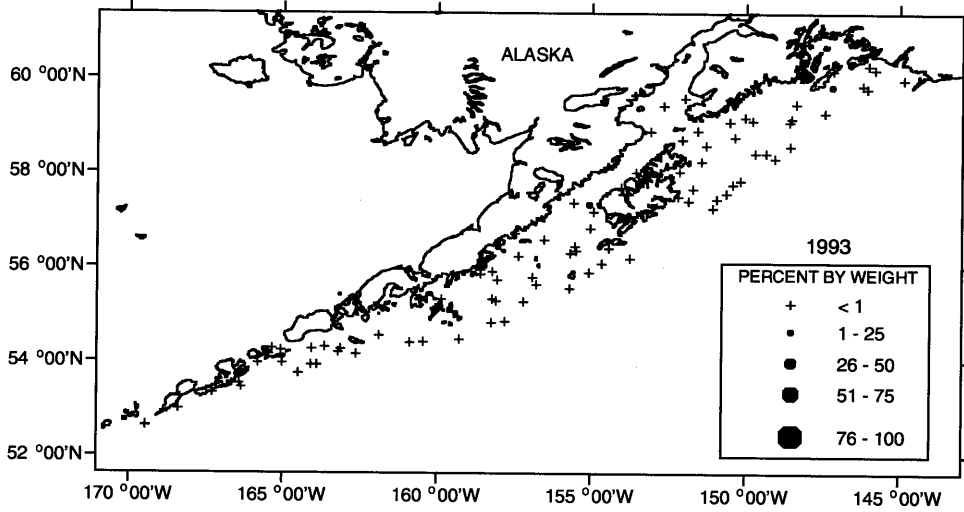 ALASKA
60 °00'N
58 °00'N
56 °00'N
54 °00'N
52 °00'N
1993
PERCENT BY WEIGHT
+ < 1
1 - 25
26 - 50
51 - 75
76 - 100
170 °00'W 165 °00'W 160 °00'W 155 °00'W 150 °00'W 145 °00'W